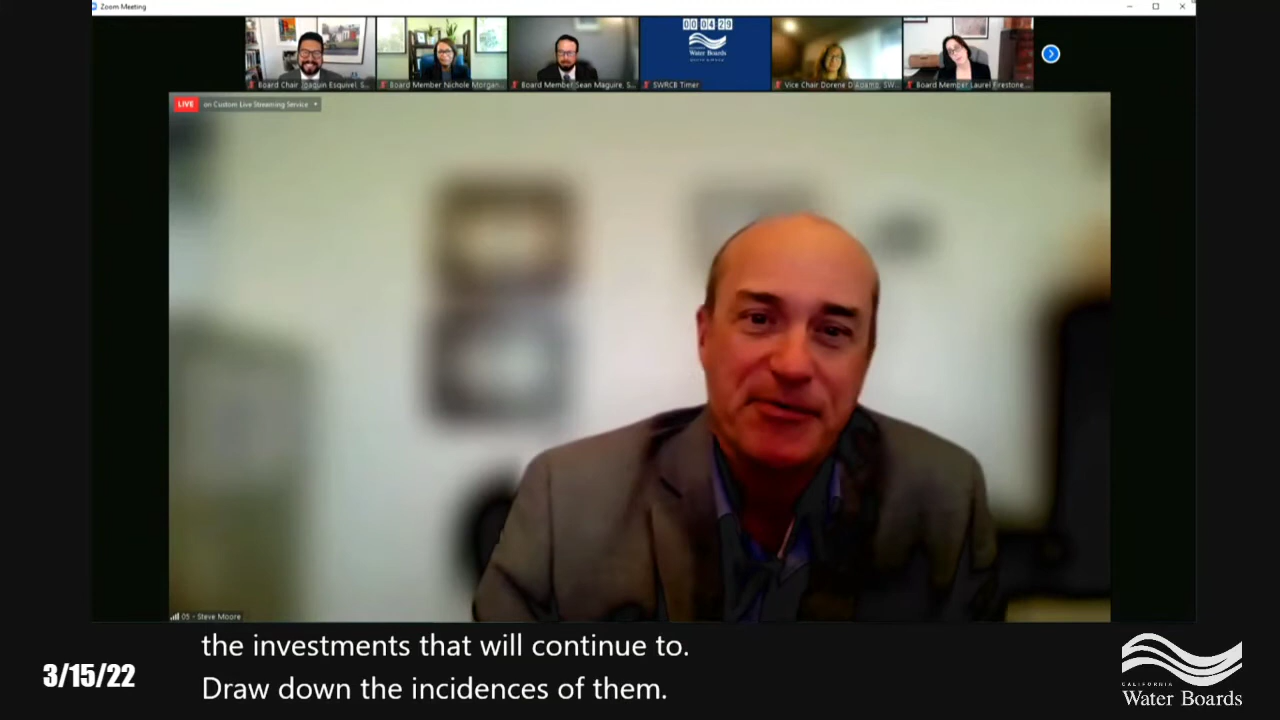 Zoom Meeting
00 04 29
CALIFORNIA
Water Boards
Board Chair Joaquin Esquivel, S...
Board Member Nichole Morgan...
Board Member Sean Maguire, S...
SWRCB Timer
Vice Chair Dorene D'Adamo, SW...
Board Member Laurel Firestone...
LIVE on Custom Live Streaming Service
05 - Steve Moore
the investments that will continue to.
Draw down the incidences of them.
3/15/22
CALIFORNIA
Water Boards